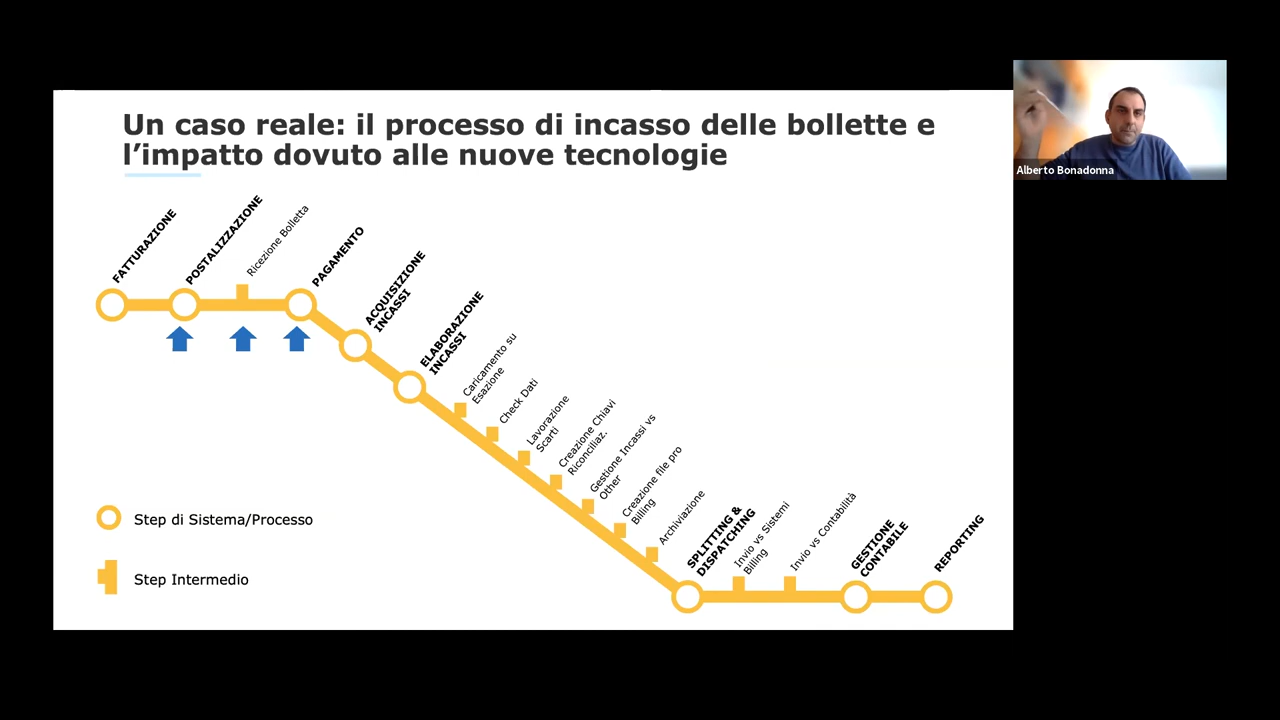 Un caso reale: il processo di incasso delle bollette e
l’impatto dovuto alle nuove tecnologie
Alberto Bonadonna
FATTURAZIONE
POSTALIZZAZIONE
Ricezione Bolletta
PAGAMENTO
ACQUISIZIONE
INCASSI
ELABORAZIONE
INCASSI
Caricamento su
Esazione
Check Dati
Lavorazione
Scarti
Creazione Chiavi
Riconciliaz.
Gestione Incassi vs
Other
Creazione file pro
Billing
Archiviazione
SPLITTING &
DISPATCHING
Invio vs Sistemi
Billing
Invio vs Contabilità
GESTIONE
CONTABILE
REPORTING
Step di Sistema/Processo
Step Intermedio